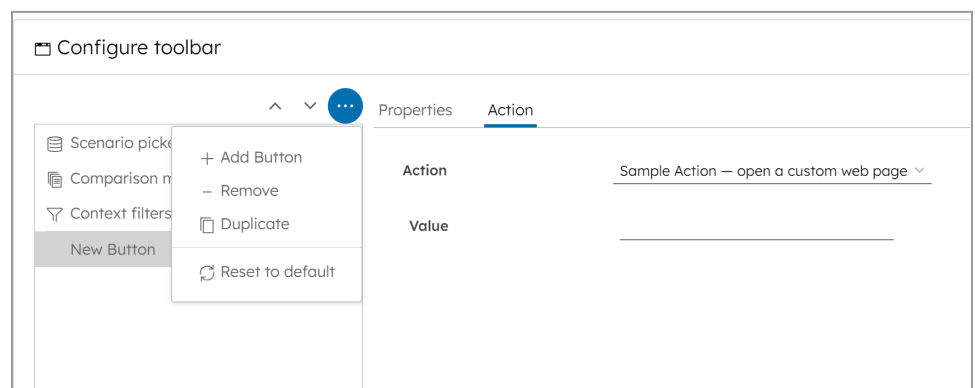 Configure toolbar
Properties Action
Scenario picke
Comparison m
Context filters
New Button
+ Add Button
− Remove
Duplicate
Reset to default
Action Sample Action — open a custom web page
Value